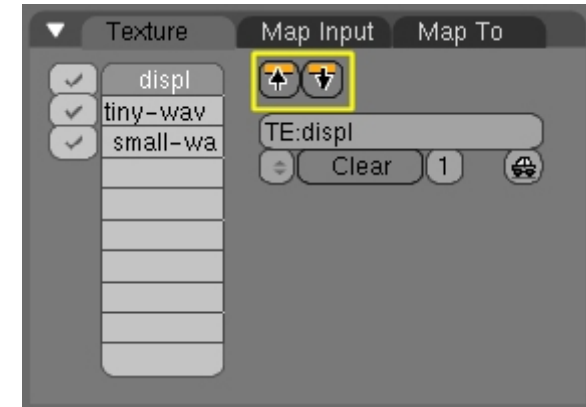 Texture Map Input Map To
displ
tiny-wav
small-wa
TE:displ
Clear 1